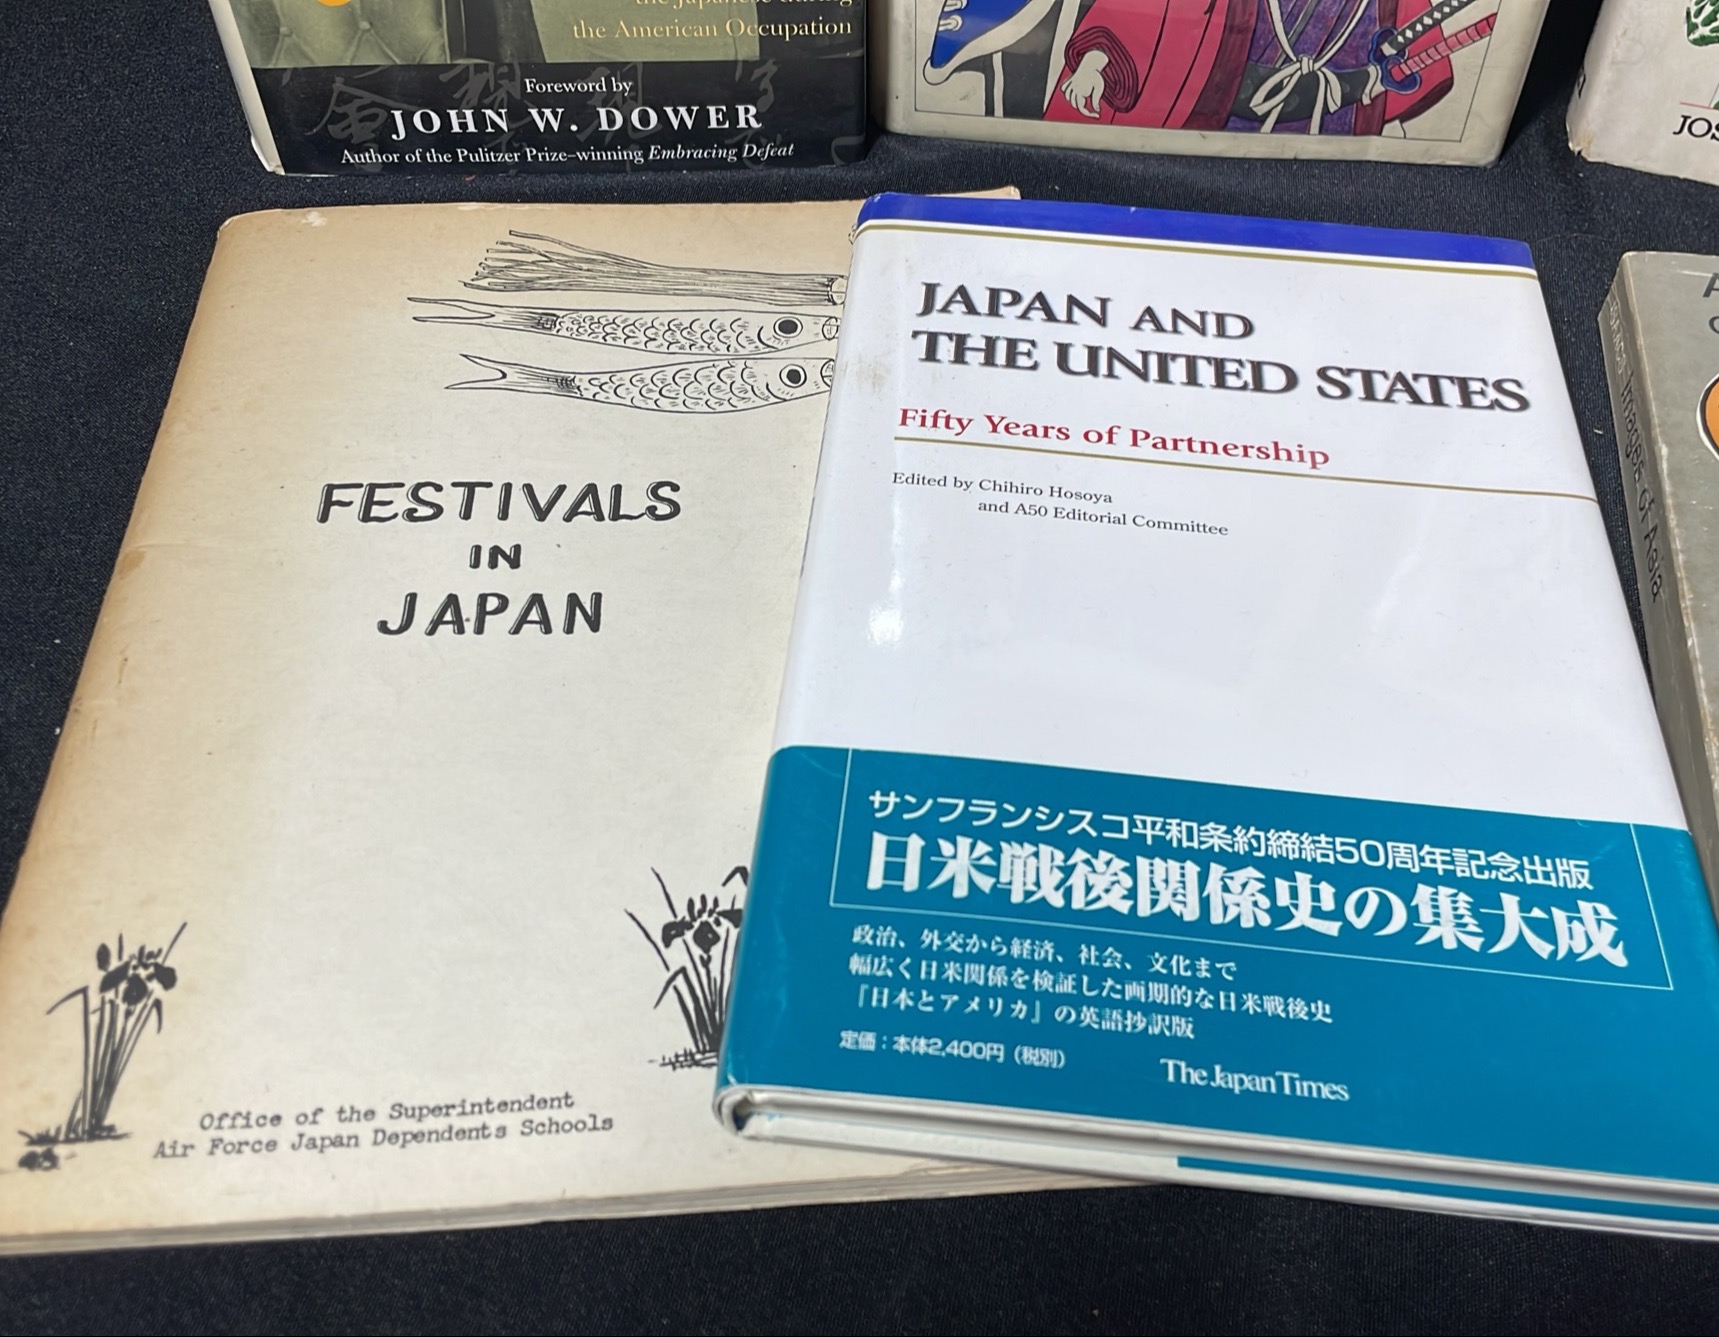 the Japanese during
the American Occupation
Foreword by
JOHN W. DOWER
Author of the Pulitzer Prize–winning Embracing Defeat
FESTIVALS
IN
JAPAN
Office of the Superintendent
Air Force Japan Dependents Schools
JAPAN AND
THE UNITED STATES
Fifty Years of Partnership
Edited by Chihiro Hosoya
and A50 Editorial Committee
サンフランシスコ平和条約締結50周年記念出版
日米戦後関係史の集大成
政治、外交から経済、社会、文化まで
幅広く日米関係を検証した画期的な日米戦後史
『日本とアメリカ』の英語抄訳版
定価：本体2,400円（税別）
The Japan Times
JOS
Images of Asia